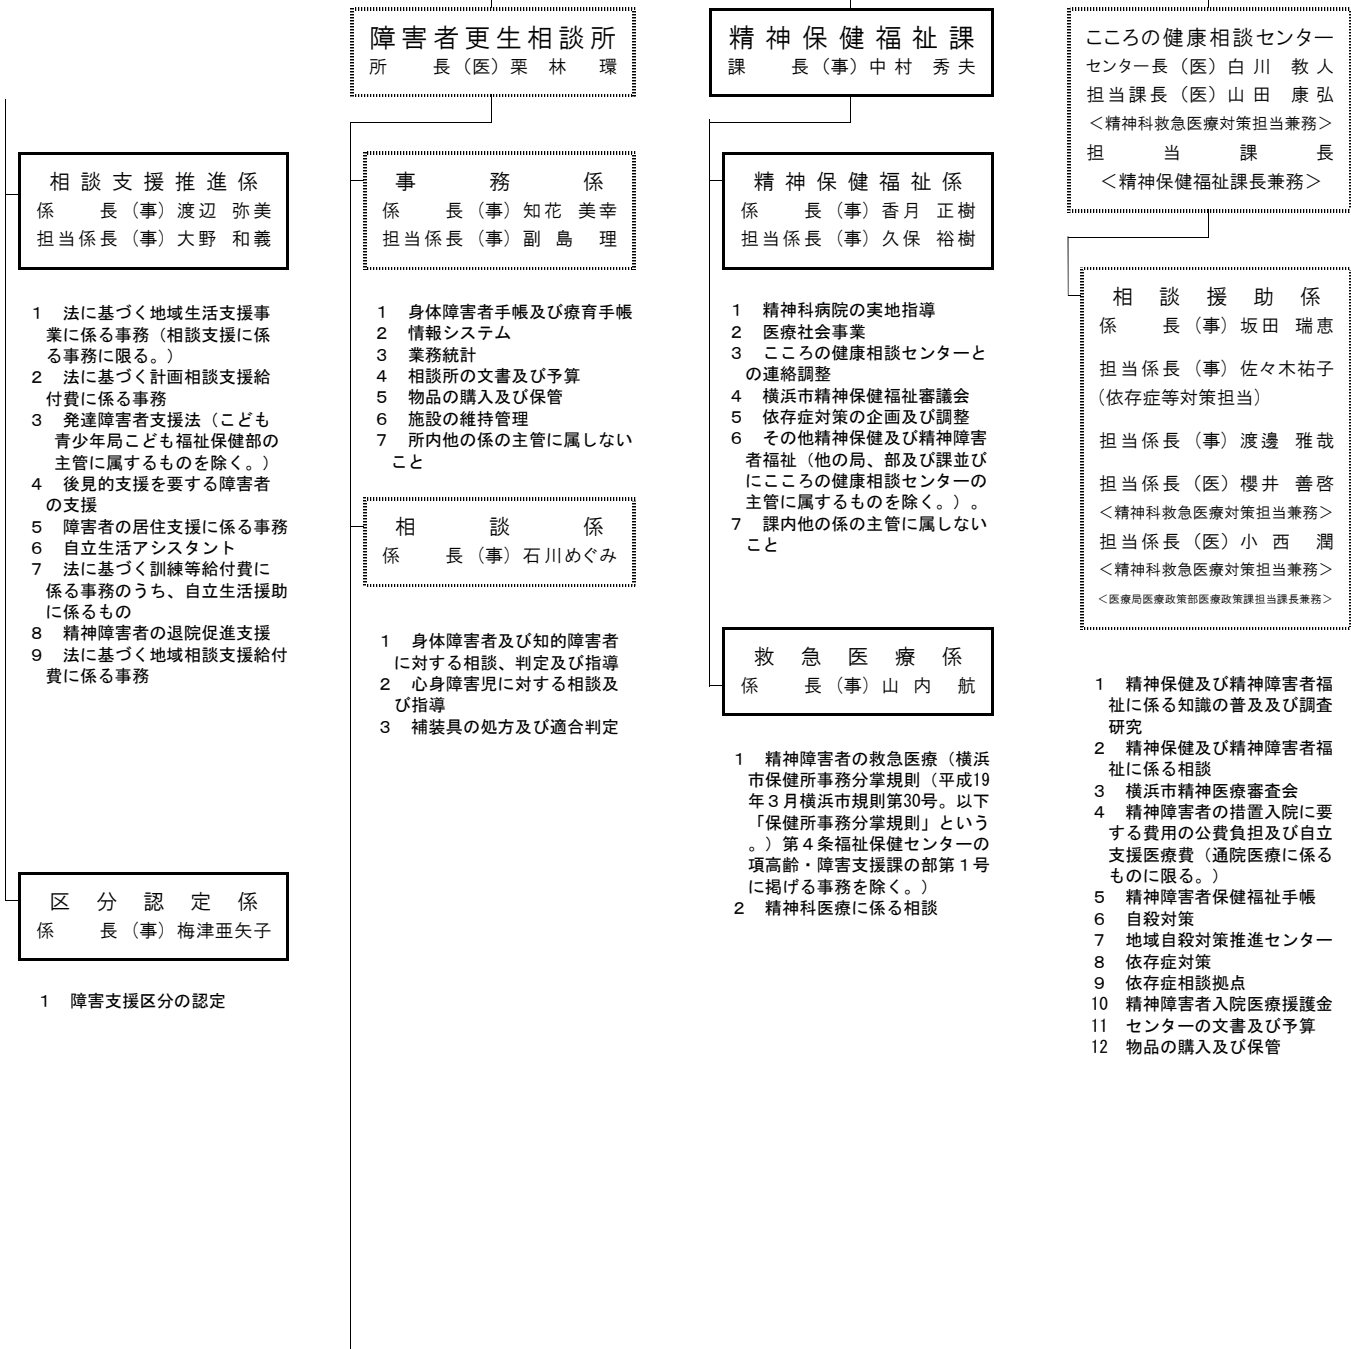 相談支援推進係
係　　長（事）渡辺　弥美
担当係長（事）大野　和義
1　法に基づく地域生活支援事
業に係る事務（相談支援に係
る事務に限る。）
2　法に基づく計画相談支援給
付費に係る事務
3　発達障害者支援法（こども
青少年局こども福祉保健部の
主管に属するものを除く。）
4　後見的支援を要する障害者
の支援
5　障害者の居住支援に係る事務
6　自立生活アシスタント
7　法に基づく訓練等給付費に
係る事務のうち、自立生活援助
に係るもの
8　精神障害者の退院促進支援
9　法に基づく地域相談支援給付
費に係る事務
区分認定係
係　　長（事）梅津亜矢子
1　障害支援区分の認定
障害者更生相談所
所　　長（医）栗林　環
事務係
係　　長（事）知花　美幸
担当係長（事）副島　理
1　身体障害者手帳及び療育手帳
2　情報システム
3　業務統計
4　相談所の文書及び予算
5　物品の購入及び保管
6　施設の維持管理
7　所内他の係の主管に属しない
こと
相談係
係　　長（事）石川めぐみ
1　身体障害者及び知的障害者
に対する相談、判定及び指導
2　心身障害児に対する相談及
び指導
3　補装具の処方及び適合判定
精神保健福祉課
課　　長（事）中村　秀夫
精神保健福祉係
係　　長（事）香月　正樹
担当係長（事）久保　裕樹
1　精神科病院の実地指導
2　医療社会事業
3　こころの健康相談センターと
の連絡調整
4　横浜市精神保健福祉審議会
5　依存症対策の企画及び調整
6　その他精神保健及び精神障害
者福祉（他の局、部及び課並び
にこころの健康相談センターの
主管に属するものを除く。）。
7　課内他の係の主管に属しない
こと
救急医療係
係　　長（事）山内　航
1　精神障害者の救急医療（横浜
市保健所事務分掌規則（平成19
年３月横浜市規則第30号。以下
「保健所事務分掌規則」という
。）第４条福祉保健センターの
項高齢・障害支援課の部第１号
に掲げる事務を除く。）
2　精神科医療に係る相談
こころの健康相談センター
センター長（医）白川　教人
担当課長（医）山田　康弘
＜精神科救急医療対策担当兼務＞
担当課長
＜精神保健福祉課長兼務＞
相談援助係
係　　長（事）坂田　瑞恵
担当係長（事）佐々木祐子
（依存症等対策担当）
担当係長（事）渡邊　雅哉
担当係長（医）櫻井　善啓
＜精神科救急医療対策担当兼務＞
担当係長（医）小西　潤
＜精神科救急医療対策担当兼務＞
＜医療局医療政策部医療政策課担当課長兼務＞
1　精神保健及び精神障害者福
祉に係る知識の普及及び調査
研究
2　精神保健及び精神障害者福
祉に係る相談
3　横浜市精神医療審査会
4　精神障害者の措置入院に要
する費用の公費負担及び自立
支援医療費（通院医療に係る
ものに限る。）
5　精神障害者保健福祉手帳
6　自殺対策
7　地域自殺対策推進センター
8　依存症対策
9　依存症相談拠点
10　精神障害者入院医療援護金
11　センターの文書及び予算
12　物品の購入及び保管